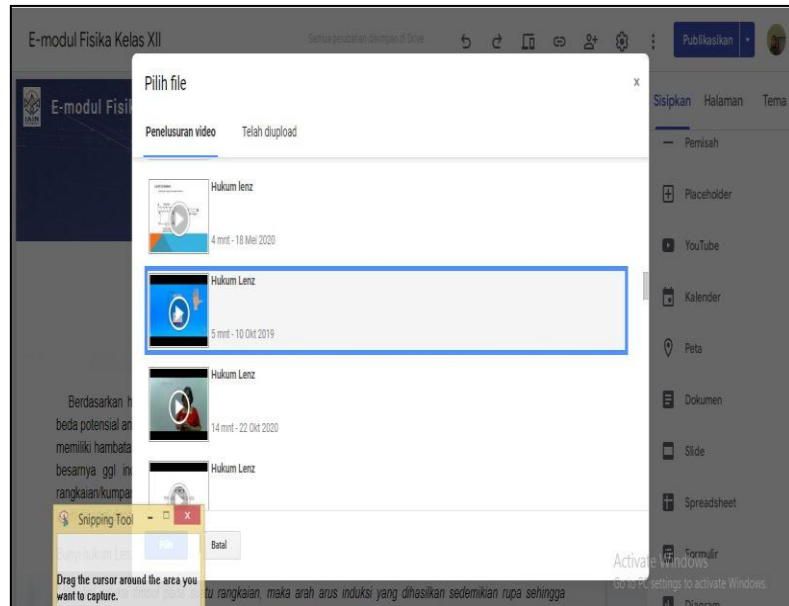 E-modul Fisika Kelas XII
Semua perubahan disimpan di Drive
Publikasikan
E-modul Fisik
Pilih file
x
Penelusuran video
Telah diupload
Hukum lenz
4 mnt - 18 Mei 2020
Hukum Lenz
5 mnt - 10 Okt 2019
Hukum Lenz
14 mnt - 22 Okt 2020
Hukum Lenz
Pilih
Batal
Sisipkan
Halaman
Tema
Pemisah
Placeholder
YouTube
Kalender
Peta
Dokumen
Slide
Spreadsheet
Formulir
Diagram
Berdasarkan h
beda potensial an
memiliki hambata
besarnya ggl in
rangkaian/kumpar
Snipping Tool
Drag the cursor around the area you
want to capture.
tu rangkaian, maka arah arus induksi yang dihasilkan sedemikian rupa sehingga
Activate Windows
Go to PC settings to activate Windows.